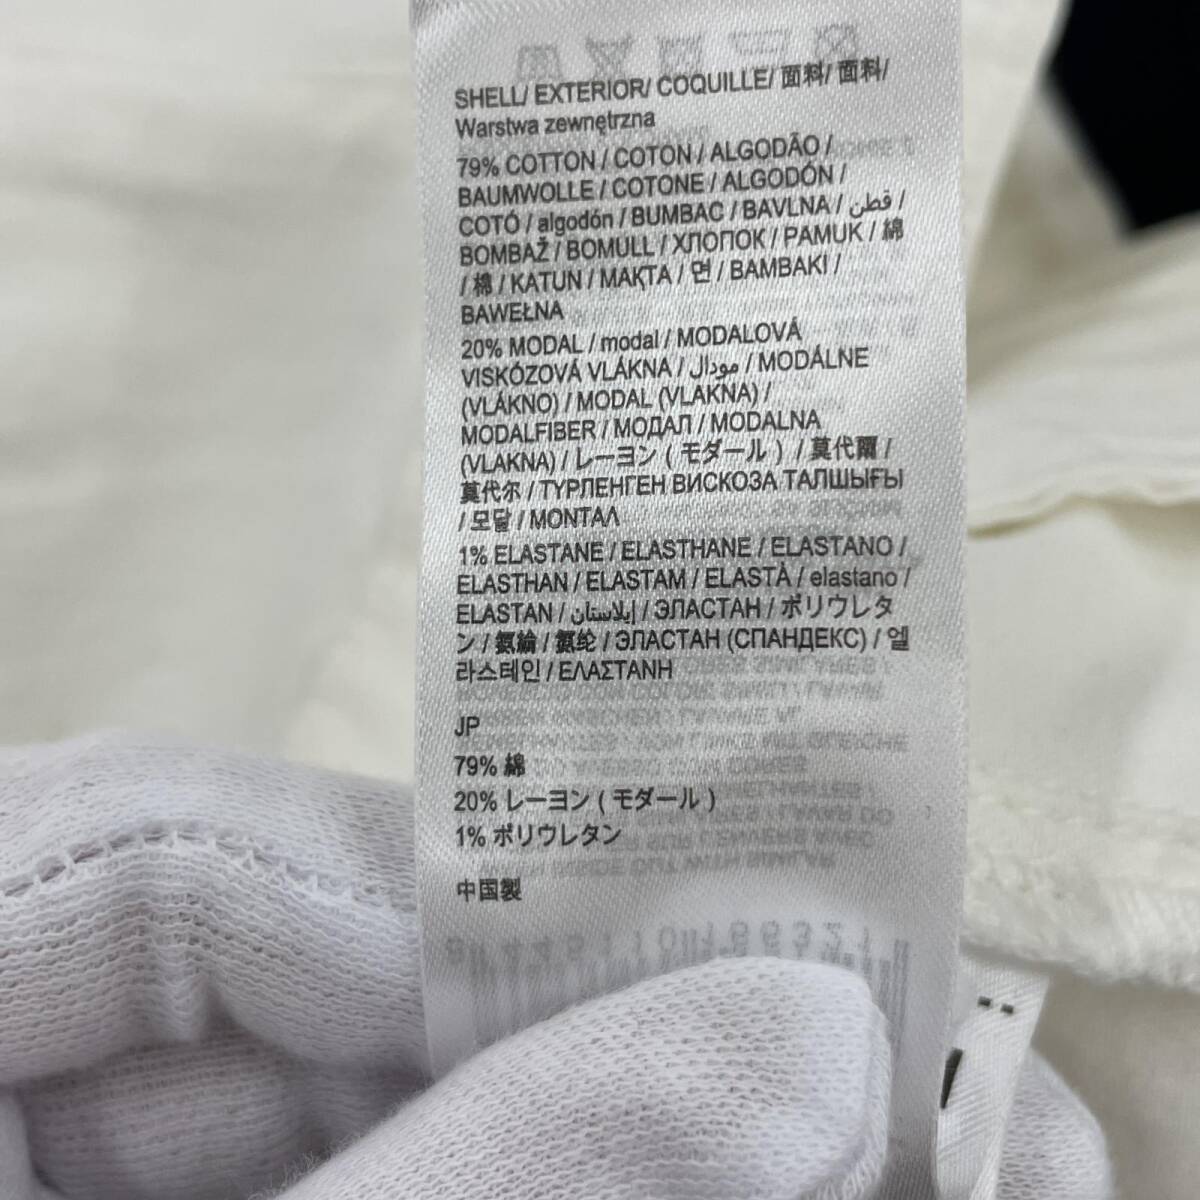 SHELL/ EXTERIOR/ COQUILLE/ 面料/ 面料/
Warstwa zewnętrzna
79% COTTON / COTON / ALGODÃO /
BAUMWOLLE / COTONE / ALGODÓN /
COTÓ / algodón / BUMBAC / BAVLNA / قطن /
BOMBAŽ / BOMULL / ХЛОПОК / PAMUK / 綿
/ 棉 / KATUN / МАҚТА / 면 / BAMBAKI /
BAWEŁNA
20% MODAL / modal / MODALOVÁ
VISKÓZOVÁ VLÁKNA / مودال / MODÁLNE
(VLÁKNO) / MODAL (VLAKNA) /
MODALFIBER / МОДАЛ / MODALNA
(VLAKNA) / レーヨン ( モダール ) / 莫代爾 /
莫代尔 / ТҮРЛЕНГЕН ВИСКОЗА ТАЛШЫҒЫ
/ 모달 / ΜΟΝΤΑΛ
1% ELASTANE / ELASTHANE / ELASTANO /
ELASTHAN / ELASTAM / ELASTÀ / elastano /
ELASTAN / إيلاستان / ЭЛАСТАН / ポリウレタ
ン / 氨綸 / 氨纶 / ЭЛАСТАН (СПАНДЕКС) / 엘
라스테인 / ΕΛΑΣΤΑΝΗ
JP
79% 綿
20% レーヨン ( モダール )
1% ポリウレタン
中国製